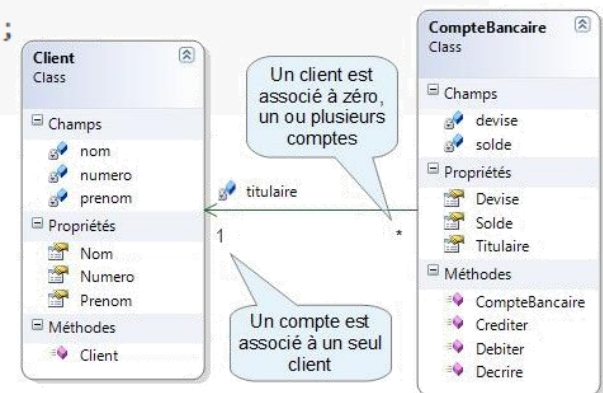 ;
Client
Class
Champs
nom
numero
prenom
Propriétés
Nom
Numero
Prenom
Méthodes
Client
Un client est
associé à zéro,
un ou plusieurs
comptes
titulaire
1
*
Un compte est
associé à un seul
client
CompteBancaire
Class
Champs
devise
solde
Propriétés
Devise
Solde
Titulaire
Méthodes
CompteBancaire
Crediter
Debiter
Decrire